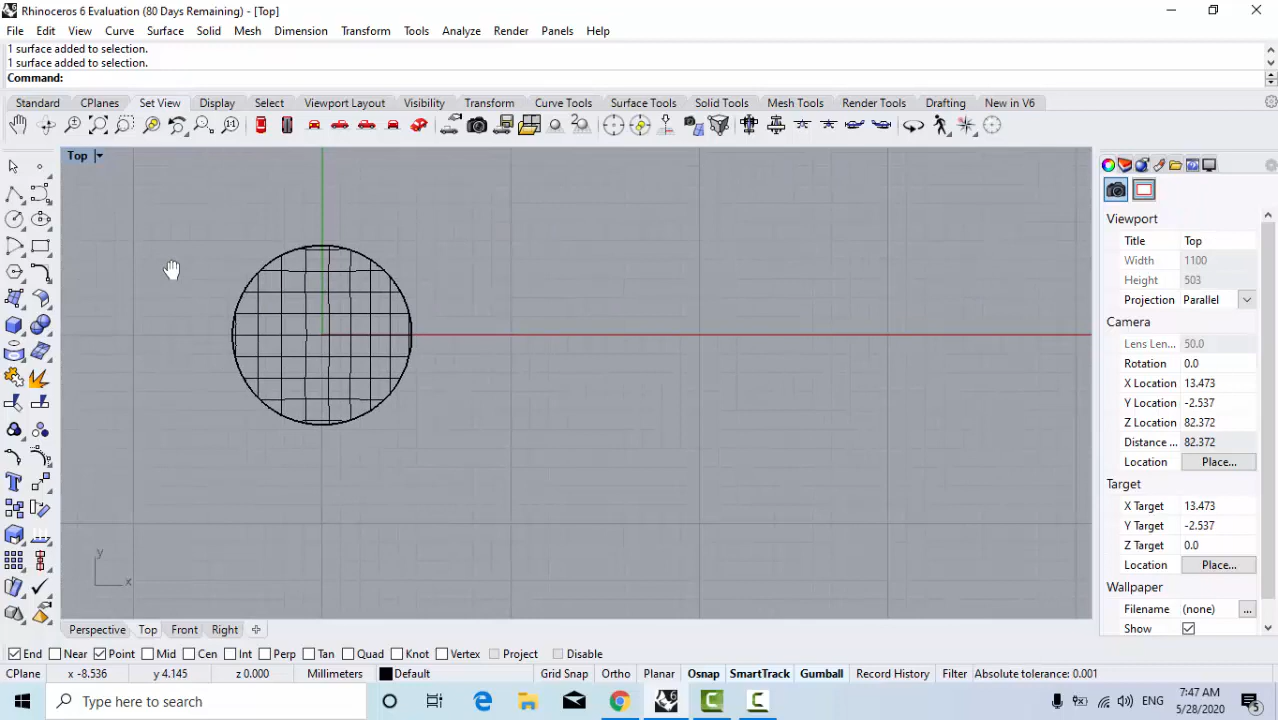 Rhinoceros 6 Evaluation (80 Days Remaining) - [Top]
File Edit View Curve Surface Solid Mesh Dimension Transform Tools Analyze Render Panels Help
1 surface added to selection.
1 surface added to selection.
Command:
Standard CPlanes Set View Display Select Viewport Layout Visibility Transform Curve Tools Surface Tools Solid Tools Mesh Tools Render Tools Drafting New in V6
Top
Viewport
Title Top
Width 1100
Height 503
Projection Parallel
Camera
Lens Len... 50.0
Rotation 0.0
X Location 13.473
Y Location -2.537
Z Location 82.372
Distance ... 82.372
Location Place...
Target
X Target 13.473
Y Target -2.537
Z Target 0.0
Location Place...
Wallpaper
Filename (none) ...
Show
y
x
Perspective Top Front Right
End Near Point Mid Cen Int Perp Tan Quad Knot Vertex Project Disable
CPlane x -8.536 y 4.145 z 0.000 Millimeters Default Grid Snap Ortho Planar Osnap SmartTrack Gumball Record History Filter Absolute tolerance: 0.001
Type here to search
ENG
7:47 AM
5/28/2020
5